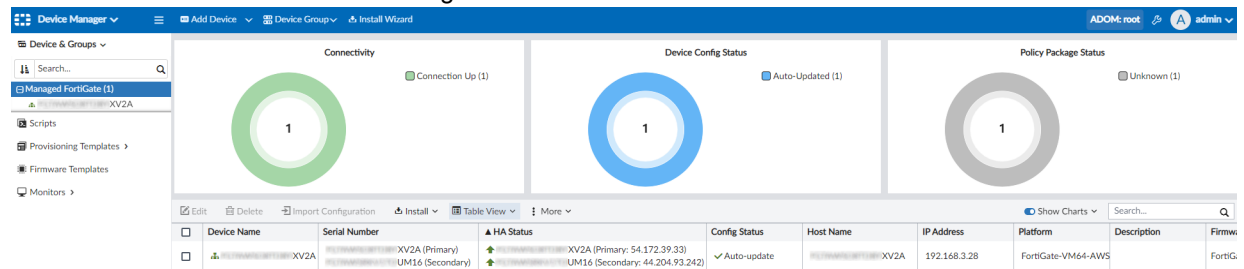 Device Manager
Add Device
Device Group
Install Wizard
ADOM: root
A
admin
Device & Groups
Search...
Managed FortiGate (1)
XV2A
Scripts
Provisioning Templates
Firmware Templates
Monitors
Connectivity
Connection Up (1)
1
Device Config Status
Auto-Updated (1)
1
Policy Package Status
Unknown (1)
1
Edit
Delete
Import Configuration
Install
Table View
More
Show Charts
Search...
Device Name
Serial Number
HA Status
Config Status
Host Name
IP Address
Platform
Description
XV2A
XV2A (Primary)
UM16 (Secondary)
XV2A (Primary: 54.172.39.33)
UM16 (Secondary: 44.204.93.242)
Auto-update
XV2A
192.168.3.28
FortiGate-VM64-AWS